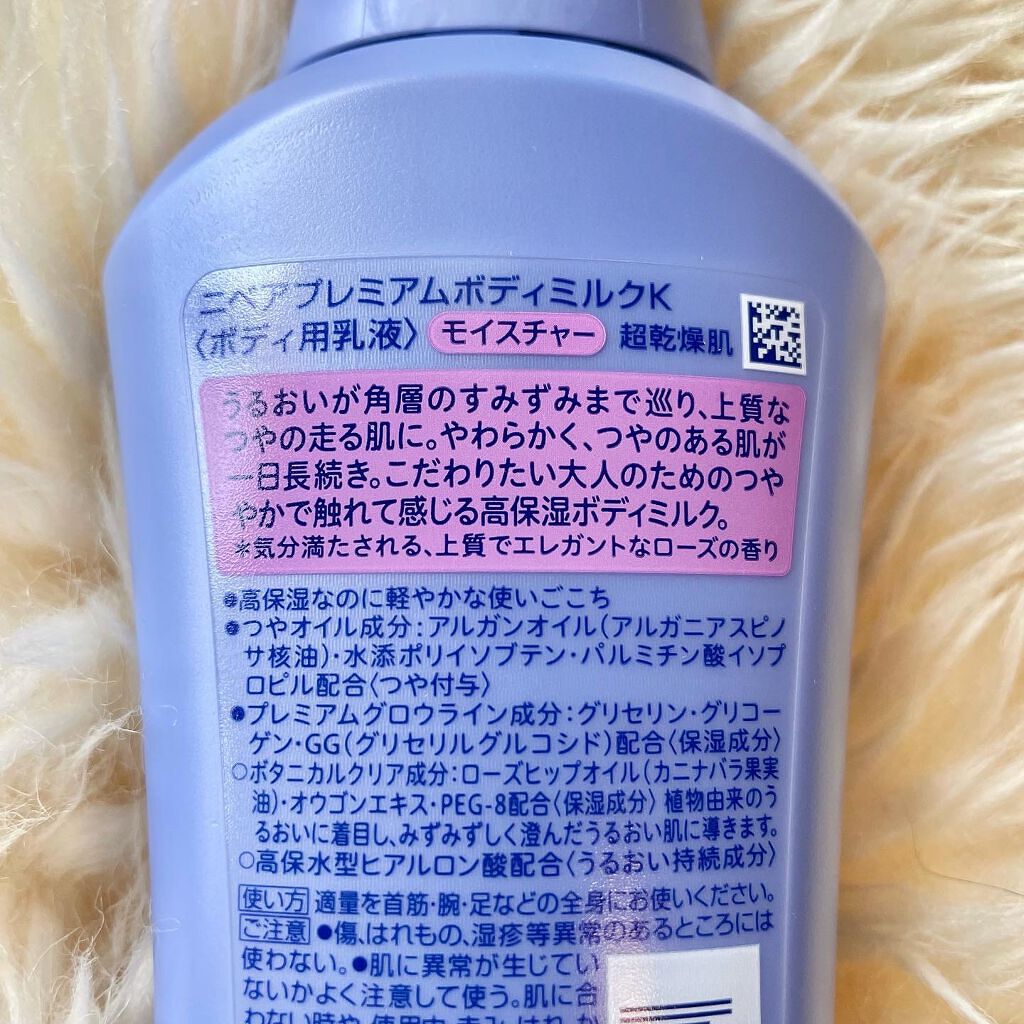 ニベアプレミアムボディミルクK
〈ボディ用乳液〉 モイスチャー 超乾燥肌
うるおいが角層のすみずみまで巡り、上質な
つやの走る肌に。やわらかく、つやのある肌が
一日長続き。こだわりたい大人のためのつや
やかで触れて感じる高保湿ボディミルク。
*気分満たされる、上質でエレガントなローズの香り
●高保湿なのに軽やかな使いごこち
●つやオイル成分：アルガンオイル（アルガニアスピノ
サ核油）・水添ポリイソブテン・パルミチン酸イソプ
ロピル配合〈つや付与〉
●プレミアムグロウライン成分：グリセリン・グリコー
ゲン・GG（グリセリルグルコシド）配合〈保湿成分〉
○ボタニカルクリア成分：ローズヒップオイル（カニナバラ果実
油）・オウゴンエキス・PEG-8配合〈保湿成分〉 植物由来のう
るおいに着目し、みずみずしく澄んだうるおい肌に導きます。
○高保水型ヒアルロン酸配合〈うるおい持続成分〉
使い方 適量を首筋・腕・足などの全身にお使いください。
ご注意 ●傷、はれもの、湿疹等異常のあるところには
使わない。●肌に異常が生じてい
ないかよく注意して使う。肌に合
わない時や、使用中、赤み、はれ、か